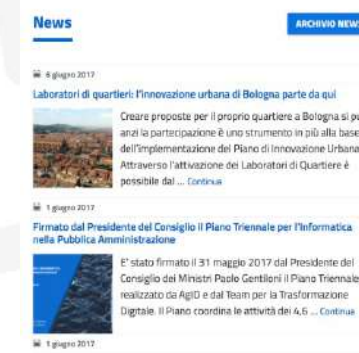 News
ARCHIVIO NEW
6 giugno 2017
Laboratori di quartieri: l'innovazione urbana di Bologna parte da qui
Creare proposte per il proprio quartiere a Bologna si pu
anzi la partecipazione è uno strumento in più alla base
dell'implementazione del Piano di Innovazione Urbana
Attraverso l'attivazione dei Laboratori di Quartiere è
possibile dal ... Continua
1 giugno 2017
Firmato dal Presidente del Consiglio il Piano Triennale per l'Informatica
nella Pubblica Amministrazione
E' stato firmato il 31 maggio 2017 dal Presidente del
Consiglio dei Ministri Paolo Gentiloni il Piano Triennale
realizzato da AgID e dal Team per la Trasformazione
Digitale. Il Piano coordina le attività dei 4,6 ... Continua
1 giugno 2017